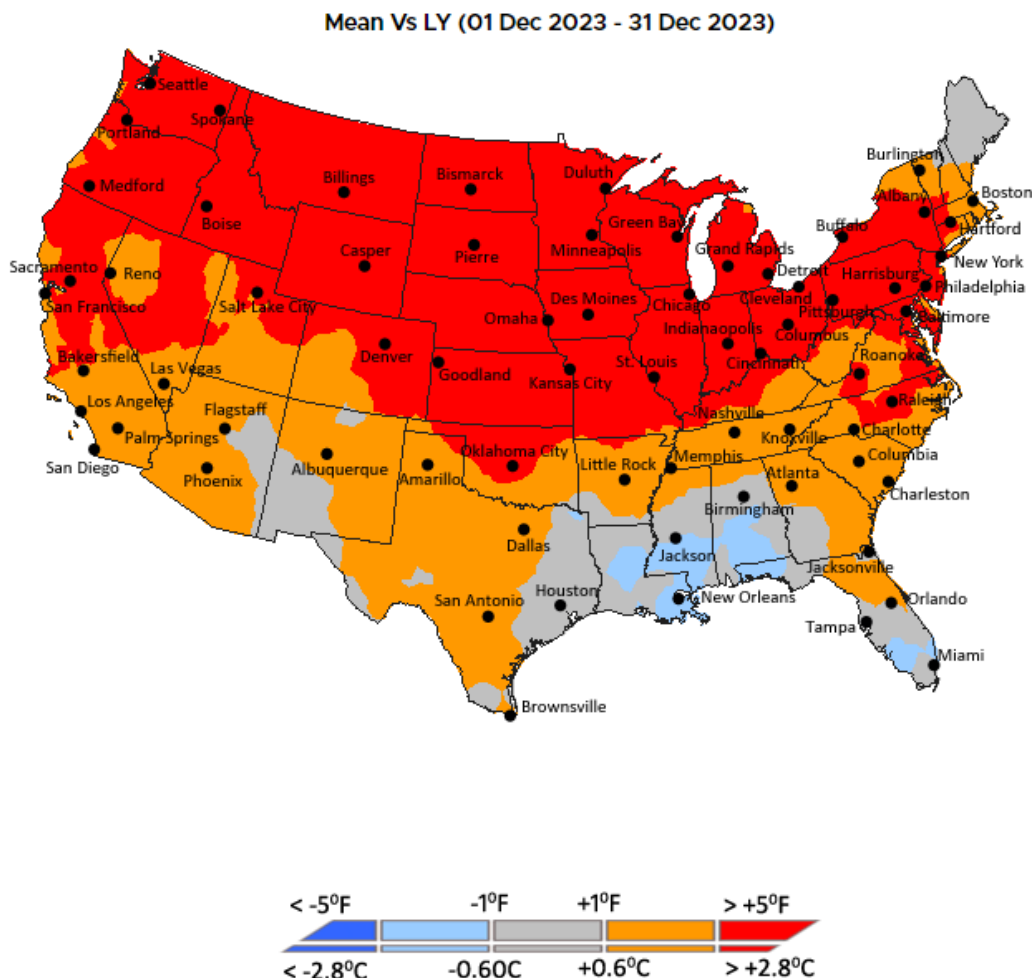 Mean Vs LY (01 Dec 2023 - 31 Dec 2023)
Seattle
Spokane
Portland
Burlington
Billings
Bismarck
Duluth
Medford
Boston
Albany
Boise
Green Bay
Buffalo
Hartford
Casper
Pierre
Minneapolis
Grand Rapids
New York
Sacramento
Reno
Detroit
Harrisburg
San Francisco
Salt Lake City
Des Moines
Chicago
Cleveland
Philadelphia
Omaha
Pittsburgh
Baltimore
Indianaopolis
Columbus
Bakersfield
Denver
Las Vegas
Goodland
Kansas City
St. Louis
Cincinnati
Roanoke
Los Angeles
Flagstaff
Nashville
Raleigh
Palm Springs
Knoxville
Charlotte
San Diego
Phoenix
Albuquerque
Amarillo
Oklahoma City
Little Rock
Memphis
Columbia
Atlanta
Charleston
Birmingham
Dallas
Jackson
Jacksonville
San Antonio
Houston
New Orleans
Orlando
Tampa
Miami
Brownsville
< -5⁰F -1⁰F +1⁰F > +5⁰F
< -2.8⁰C -0.60C +0.6⁰C > +2.8⁰C